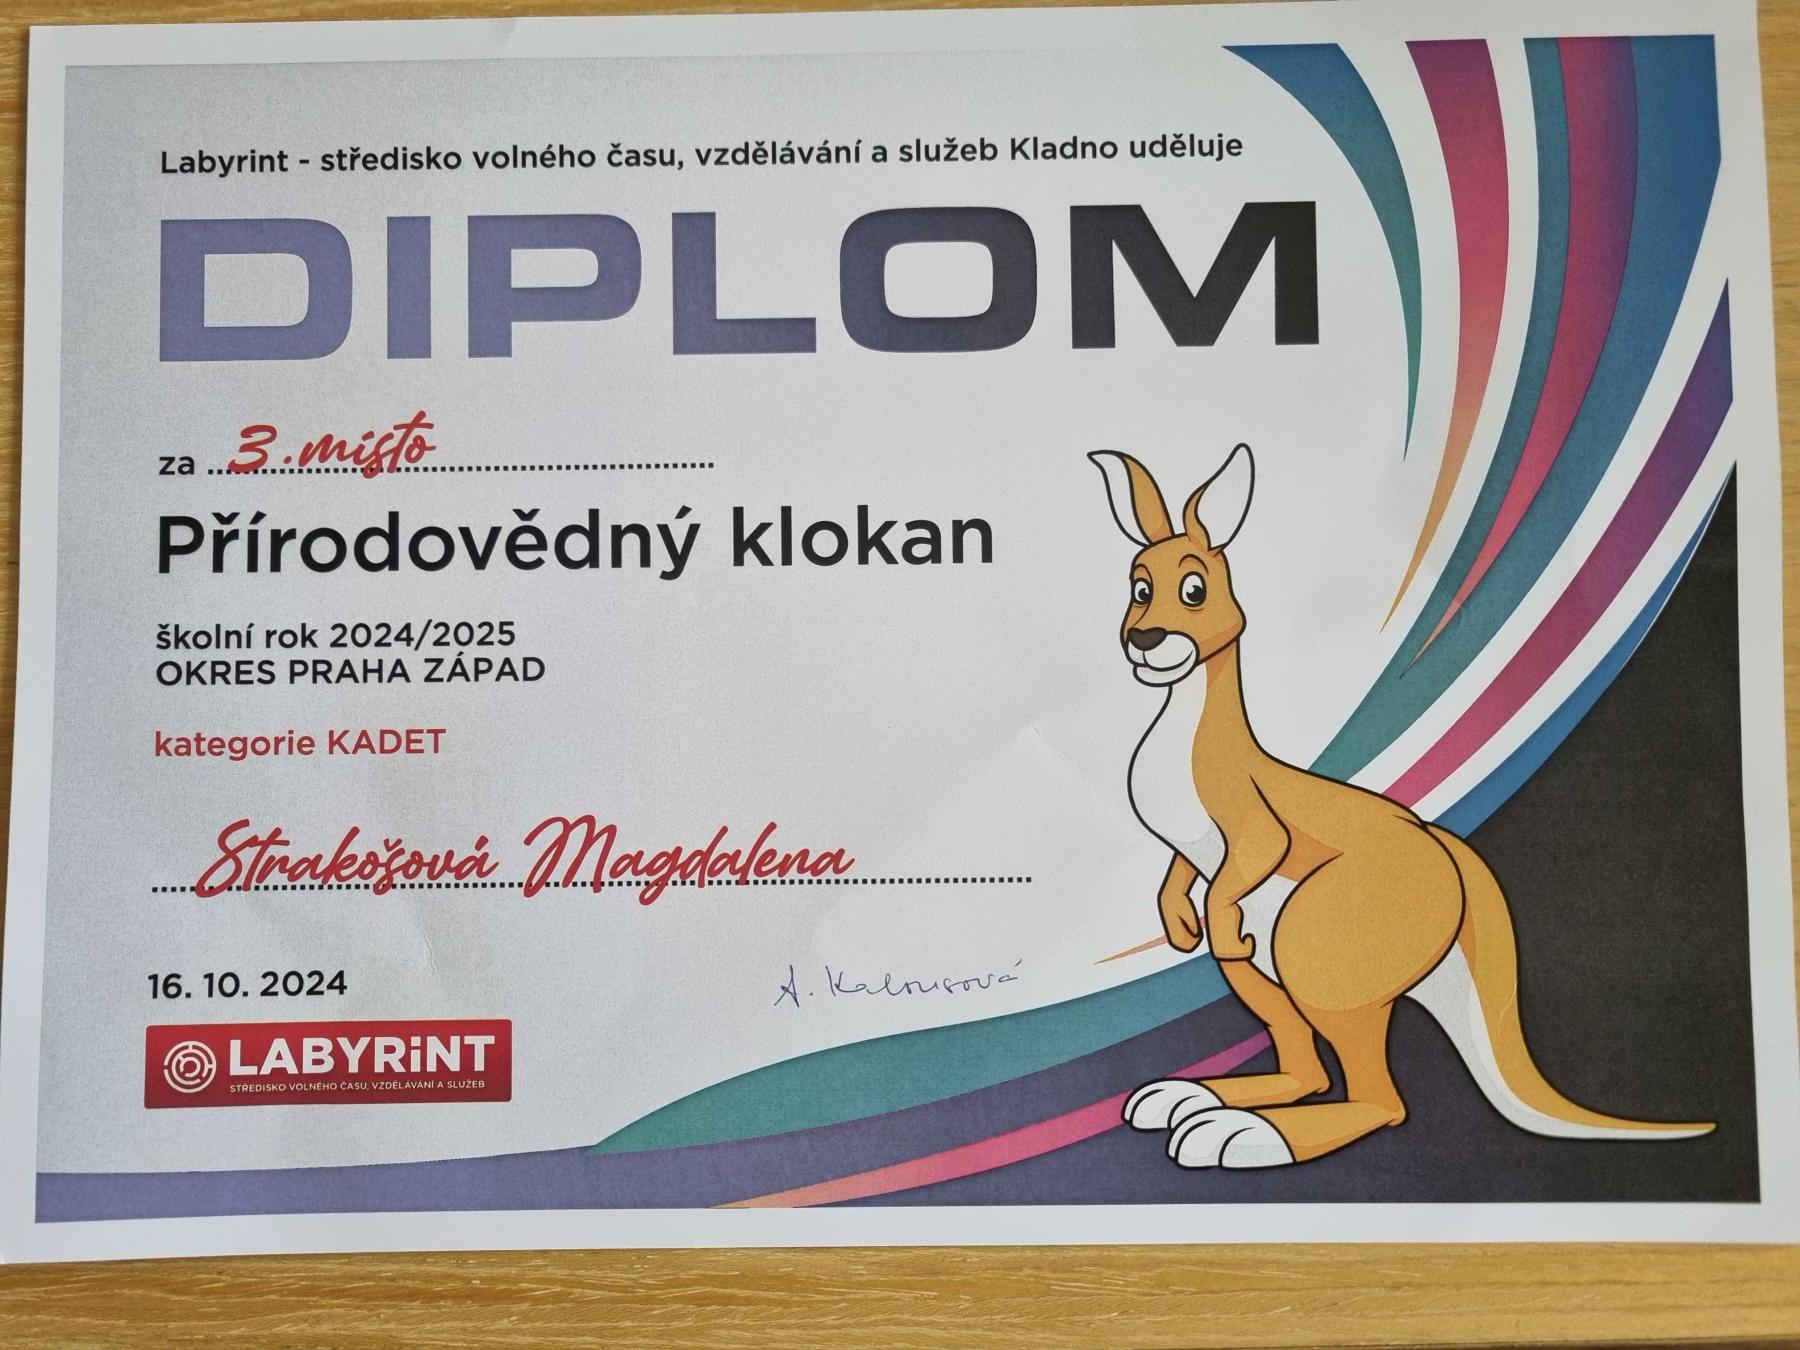 Labyrint - středisko volného času, vzdělávání a služeb Kladno uděluje
DIPLOM
za 3. místo
Přírodovědný klokan
školní rok 2024/2025
OKRES PRAHA ZÁPAD
kategorie KADET
Strakošová Magdalena
16. 10. 2024
A. Kalousová
LABYRiNT
STŘEDISKO VOLNÉHO ČASU, VZDĚLÁVÁNÍ A SLUŽEB